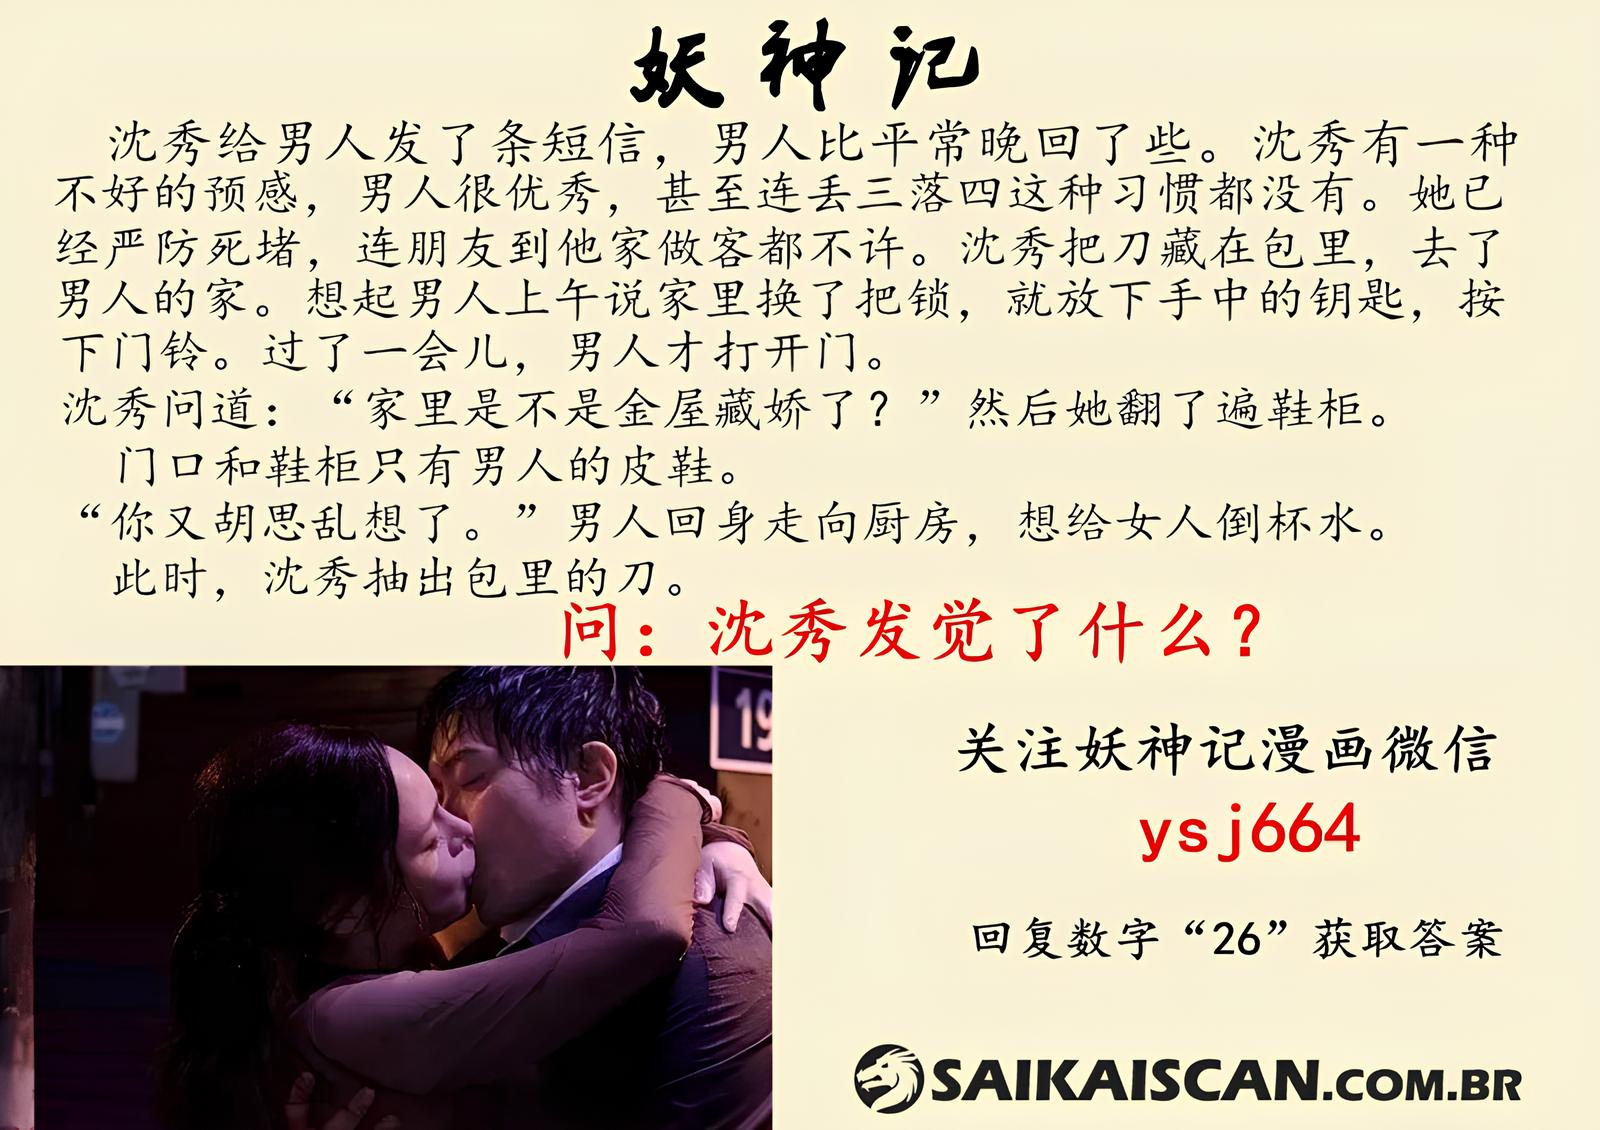 妖神记
沈秀给男人发了条短信，男人比平常晚回了些。沈秀有一种
不好的预感，男人很优秀，甚至连丢三落四这种习惯都没有。她已
经严防死堵，连朋友到他家做客都不许。沈秀把刀藏在包里，去了
男人的家。想起男人上午说家里换了把锁，就放下手中的钥匙，按
下门铃。过了一会儿，男人才打开门。
沈秀问道：“家里是不是金屋藏娇了？”然后她翻了遍鞋柜。
门口和鞋柜只有男人的皮鞋。
“你又胡思乱想了。”男人回身走向厨房，想给女人倒杯水。
此时，沈秀抽出包里的刀。
问：沈秀发觉了什么？
19
关注妖神记漫画微信
ysj664
回复数字“26”获取答案
SAIKAISCAN.COM.BR